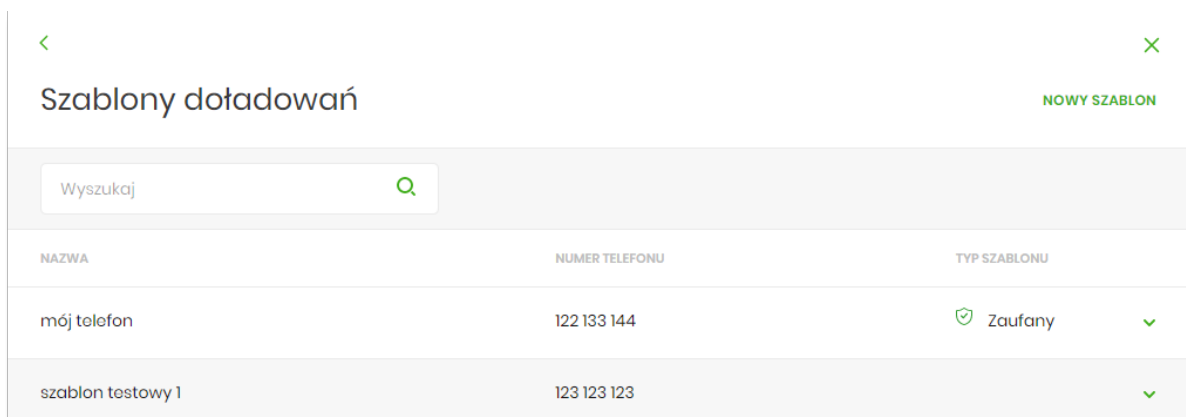 Szablony doładowań
NOWY SZABLON
Wyszukaj
NAZWA NUMER TELEFONU TYP SZABLONU
mój telefon 122 133 144 Zaufany
szablon testowy 1 123 123 123